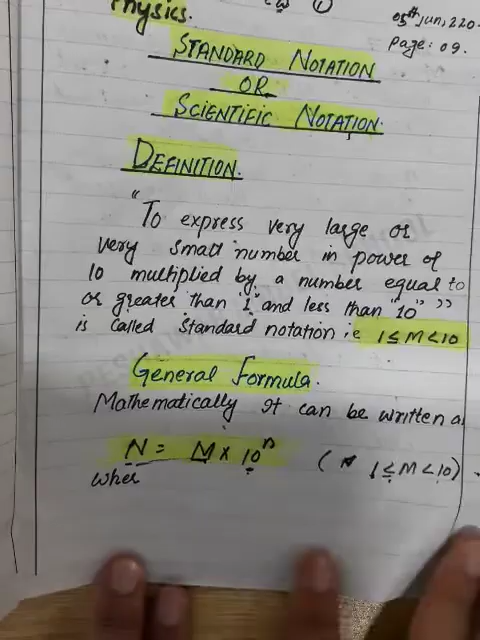 Physics.
05th Jun, 220
Page: 09.
STANDARD NOTATION
OR
SCIENTIFIC NOTATION.
DEFINITION.
"To express very large or
very small number in power of
10 multiplied by a number equal to
or greater than "1" and less than "10" "
is called standard notation ie 1 ≤ M < 10
General Formula.
Mathematically It can be written a
N = M x 10ⁿ ( 1 ≤ M < 10)
wher